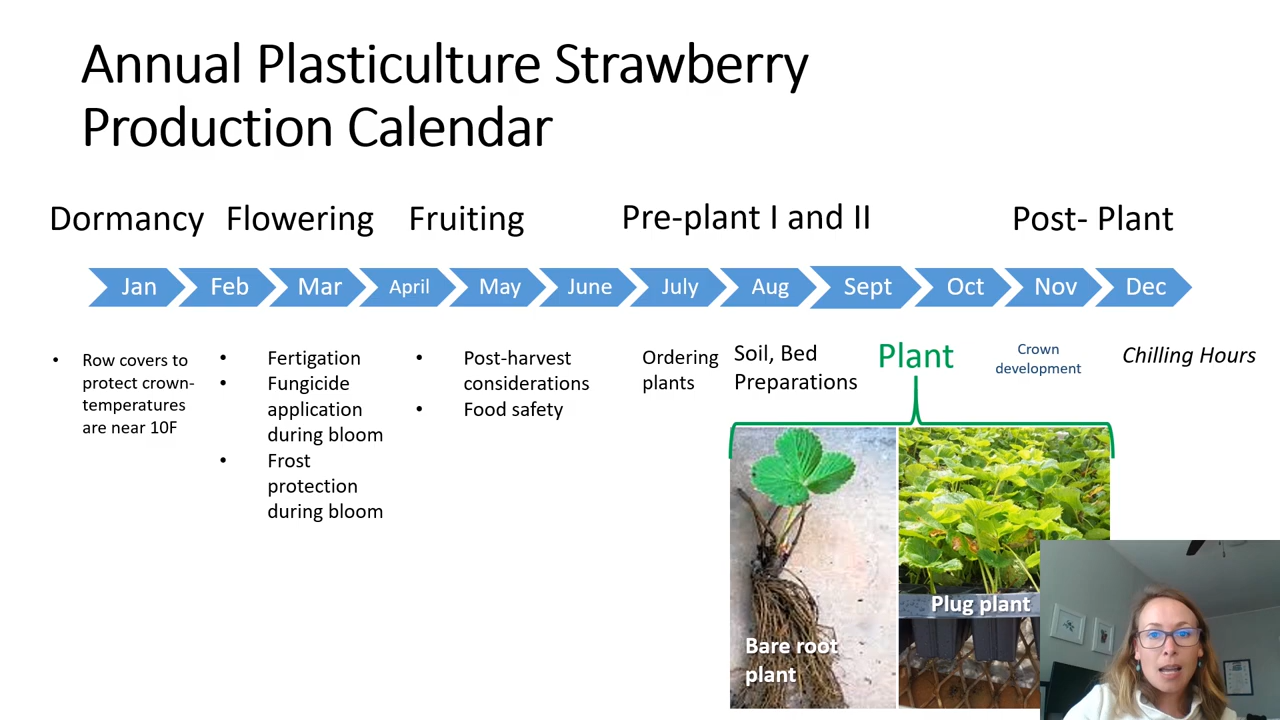 Annual Plasticulture Strawberry
Production Calendar
Dormancy Flowering Fruiting Pre-plant I and II Post- Plant
Jan Feb Mar April May June July Aug Sept Oct Nov Dec
• Row covers to
protect crown-
temperatures
are near 10F
• Fertigation
• Fungicide
application
during bloom
• Frost
protection
during bloom
• Post-harvest
considerations
• Food safety
Ordering
plants
Soil, Bed
Preparations
Plant
Crown
development
Chilling Hours
Bare root
plant
Plug plant